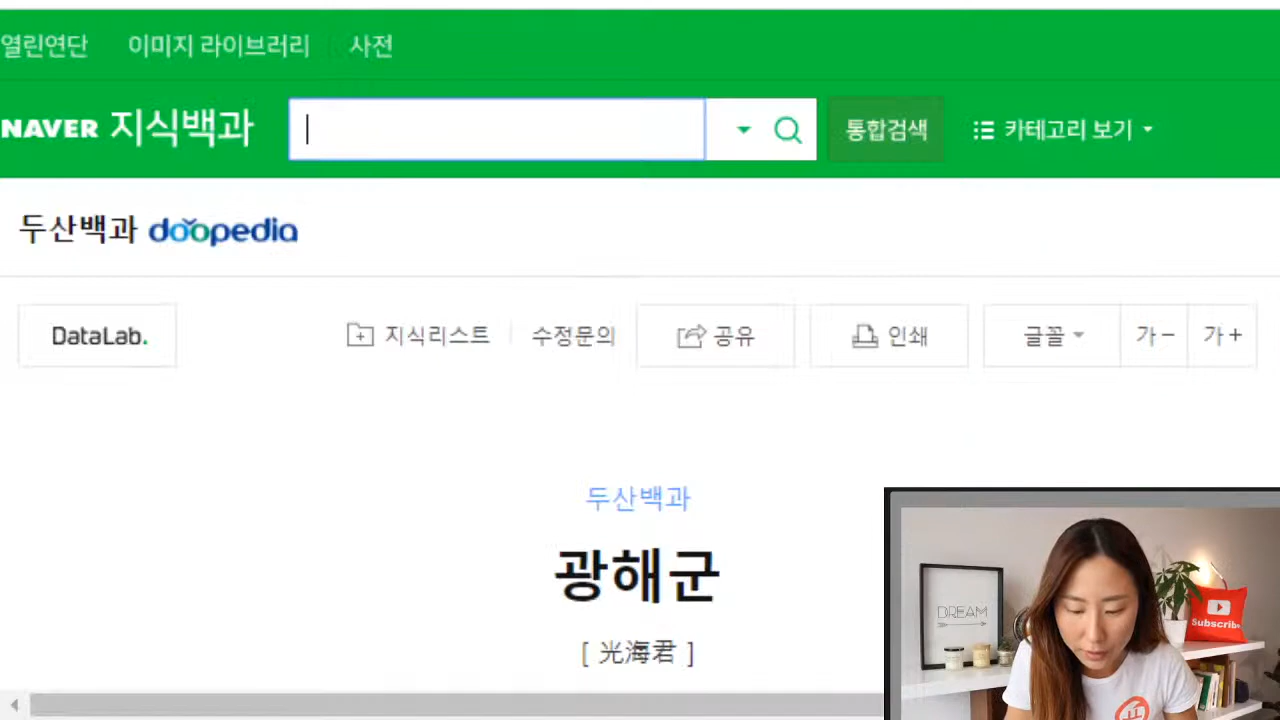 열린연단 이미지 라이브러리 사전
NAVER 지식백과 통합검색 카테고리 보기
두산백과 doopedia
DataLab. 지식리스트 수정문의 공유 인쇄 글꼴 가- 가+
두산백과
광해군
[ 光海君 ]
DREAM
Subscribe